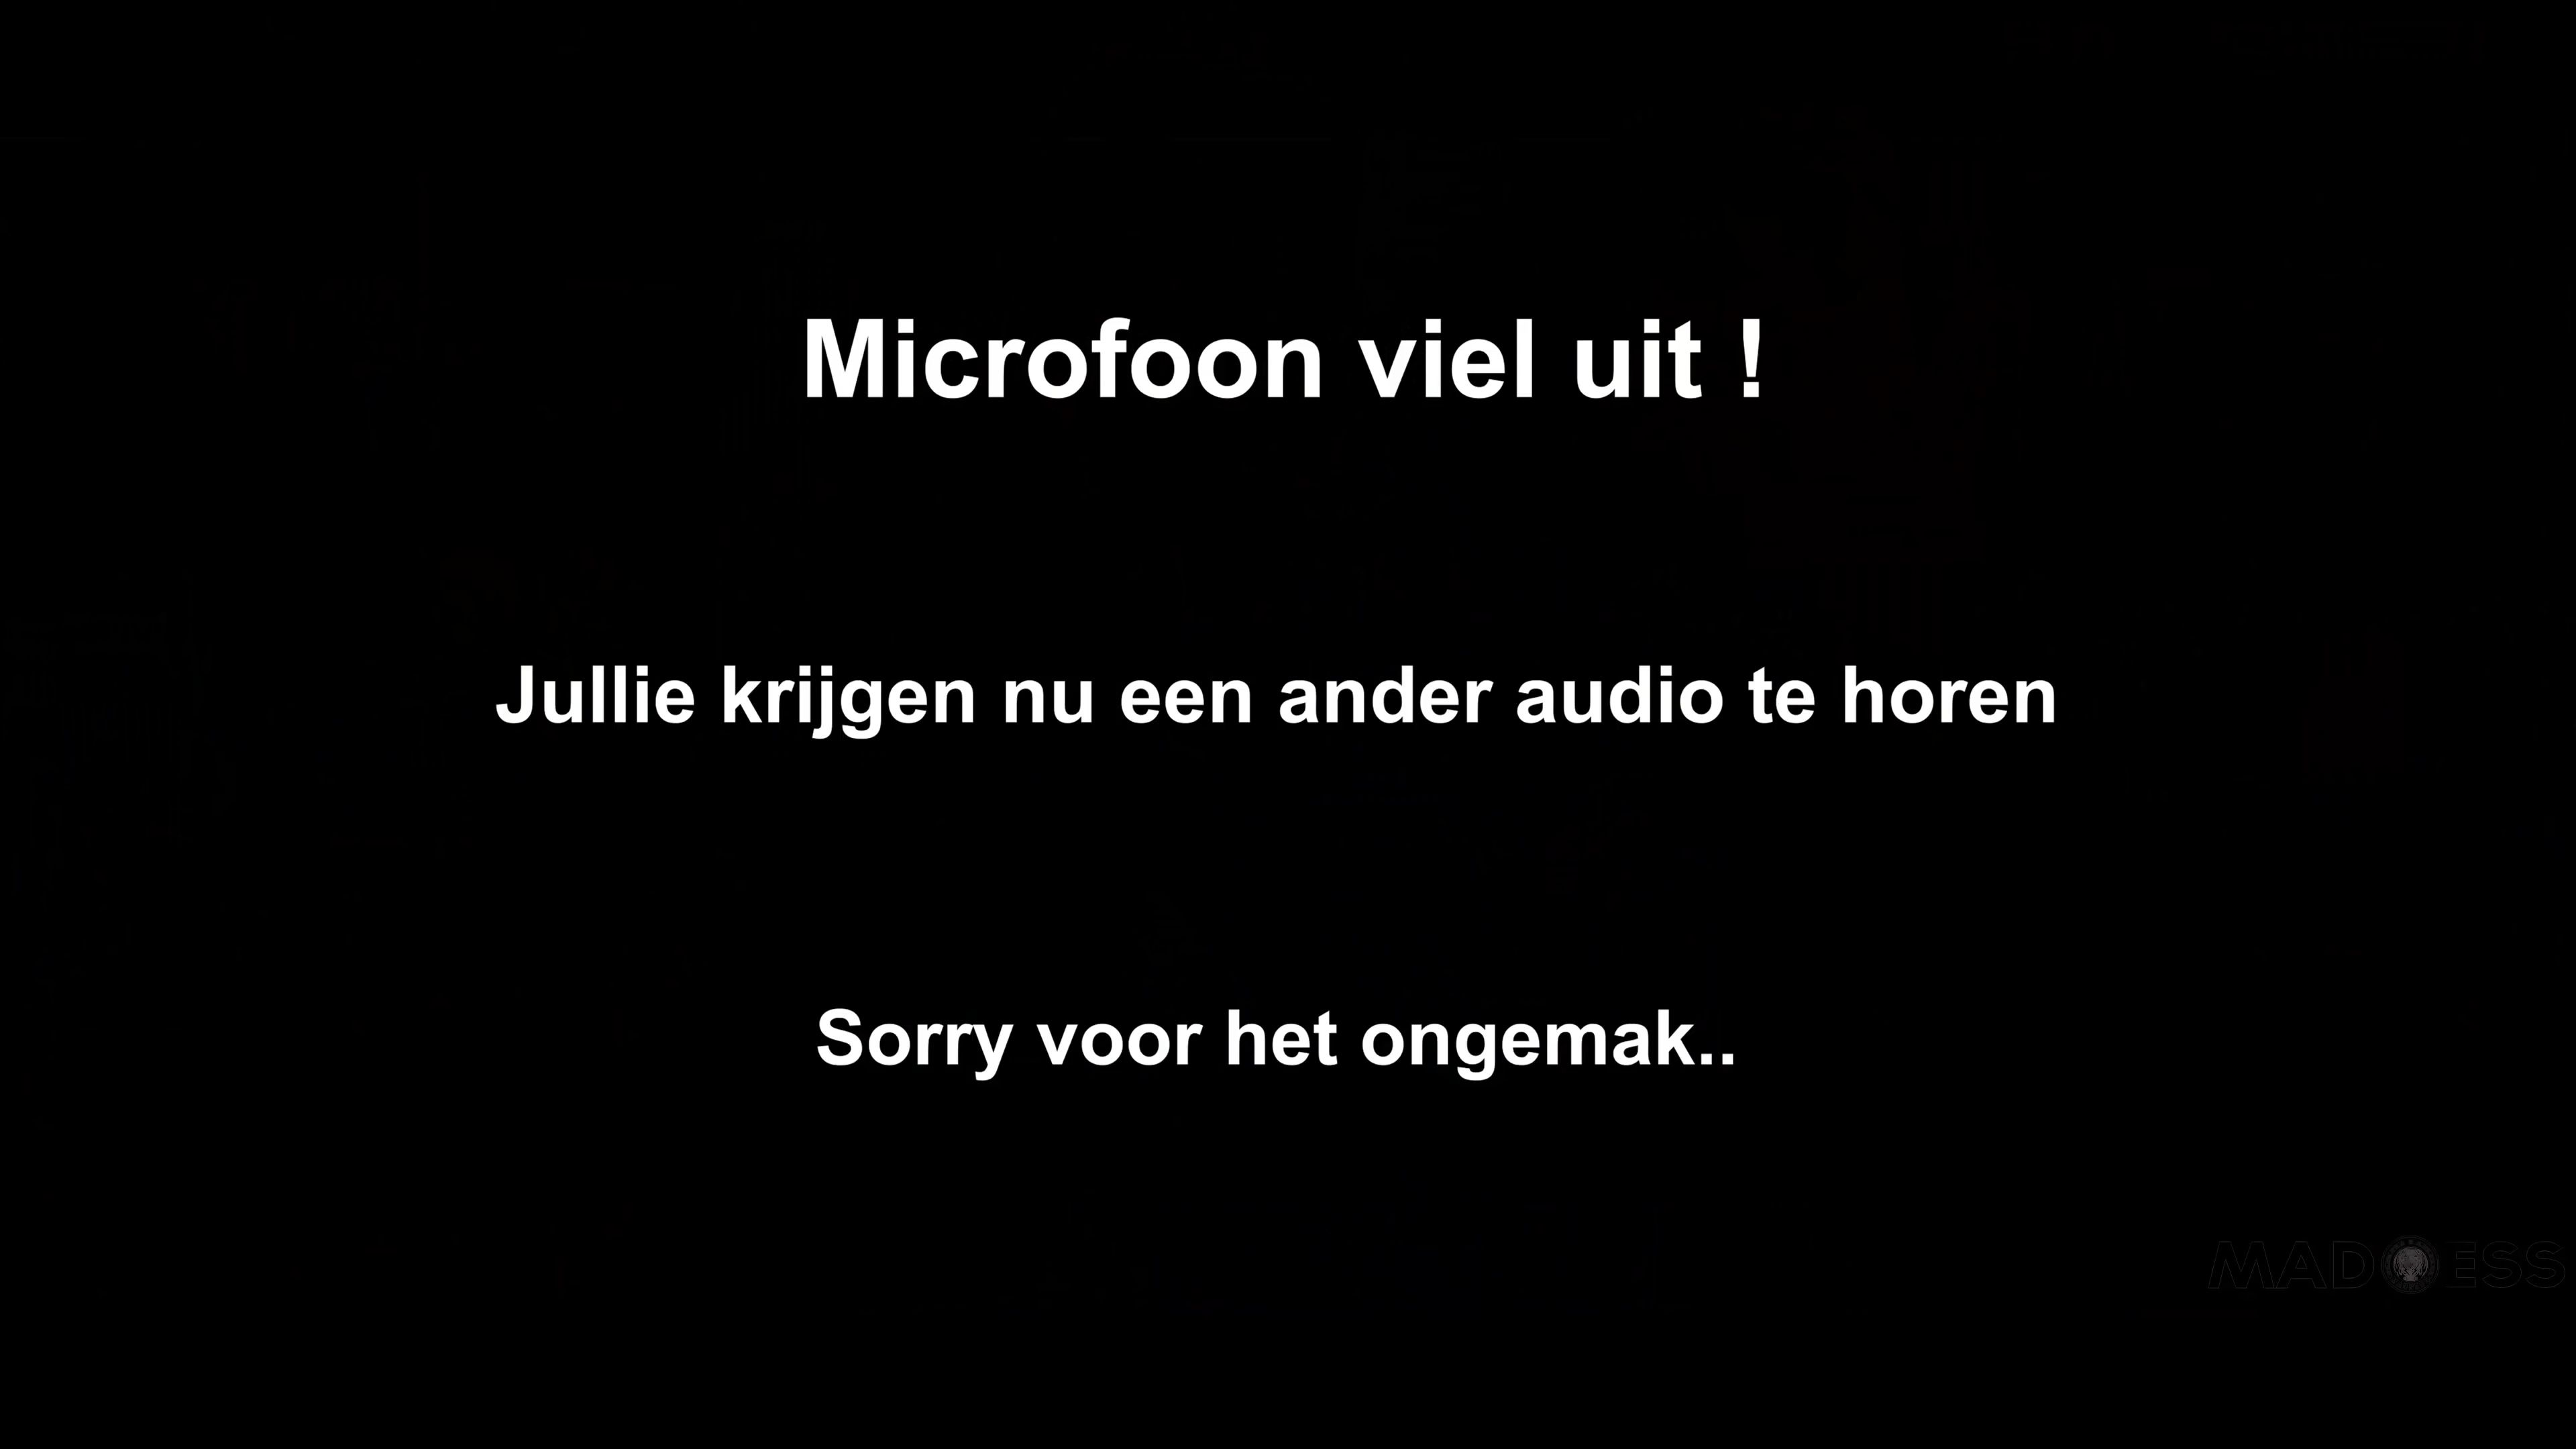 Microfoon viel uit !
Jullie krijgen nu een ander audio te horen
Sorry voor het ongemak..